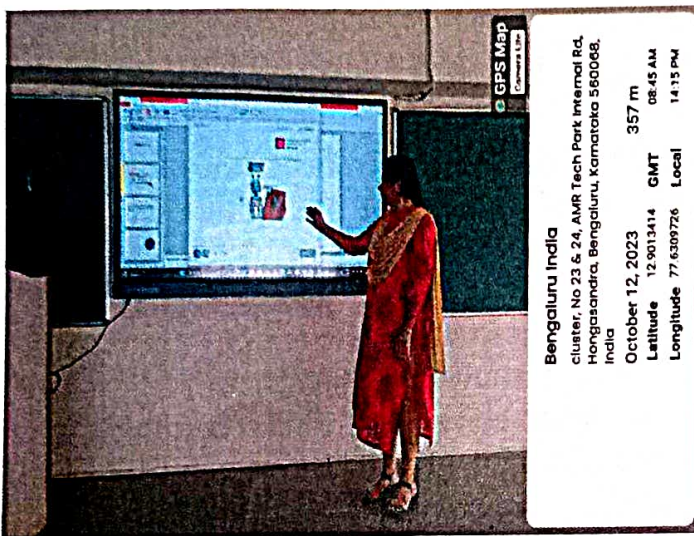 GPS Map
Camera Lite
Bengaluru India
cluster, No 23 & 24, AMR Tech Park Internal Rd,
Hongasandra, Bengaluru, Karnataka 560068,
India
October 12, 2023 357 m
Latitude 12.9013414 GMT 08:45 AM
Longitude 77.6309726 Local 14:15 PM